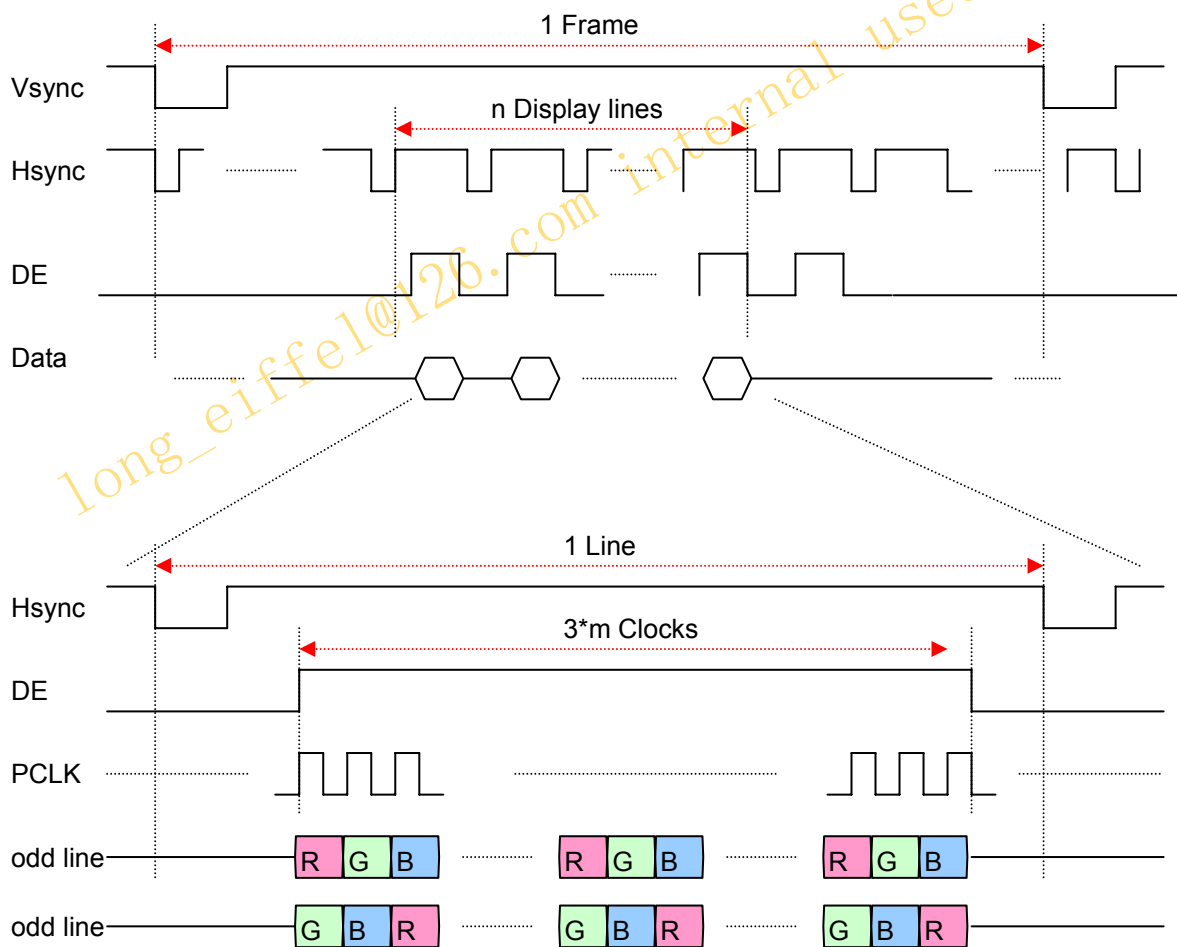 1 Frame
Vsync
n Display lines
Hsync
DE
Data
long_eiffel@126.com internal use
1 Line
Hsync
3*m Clocks
DE
PCLK
odd line R G B R G B R G B
odd line G B R G B R G B R